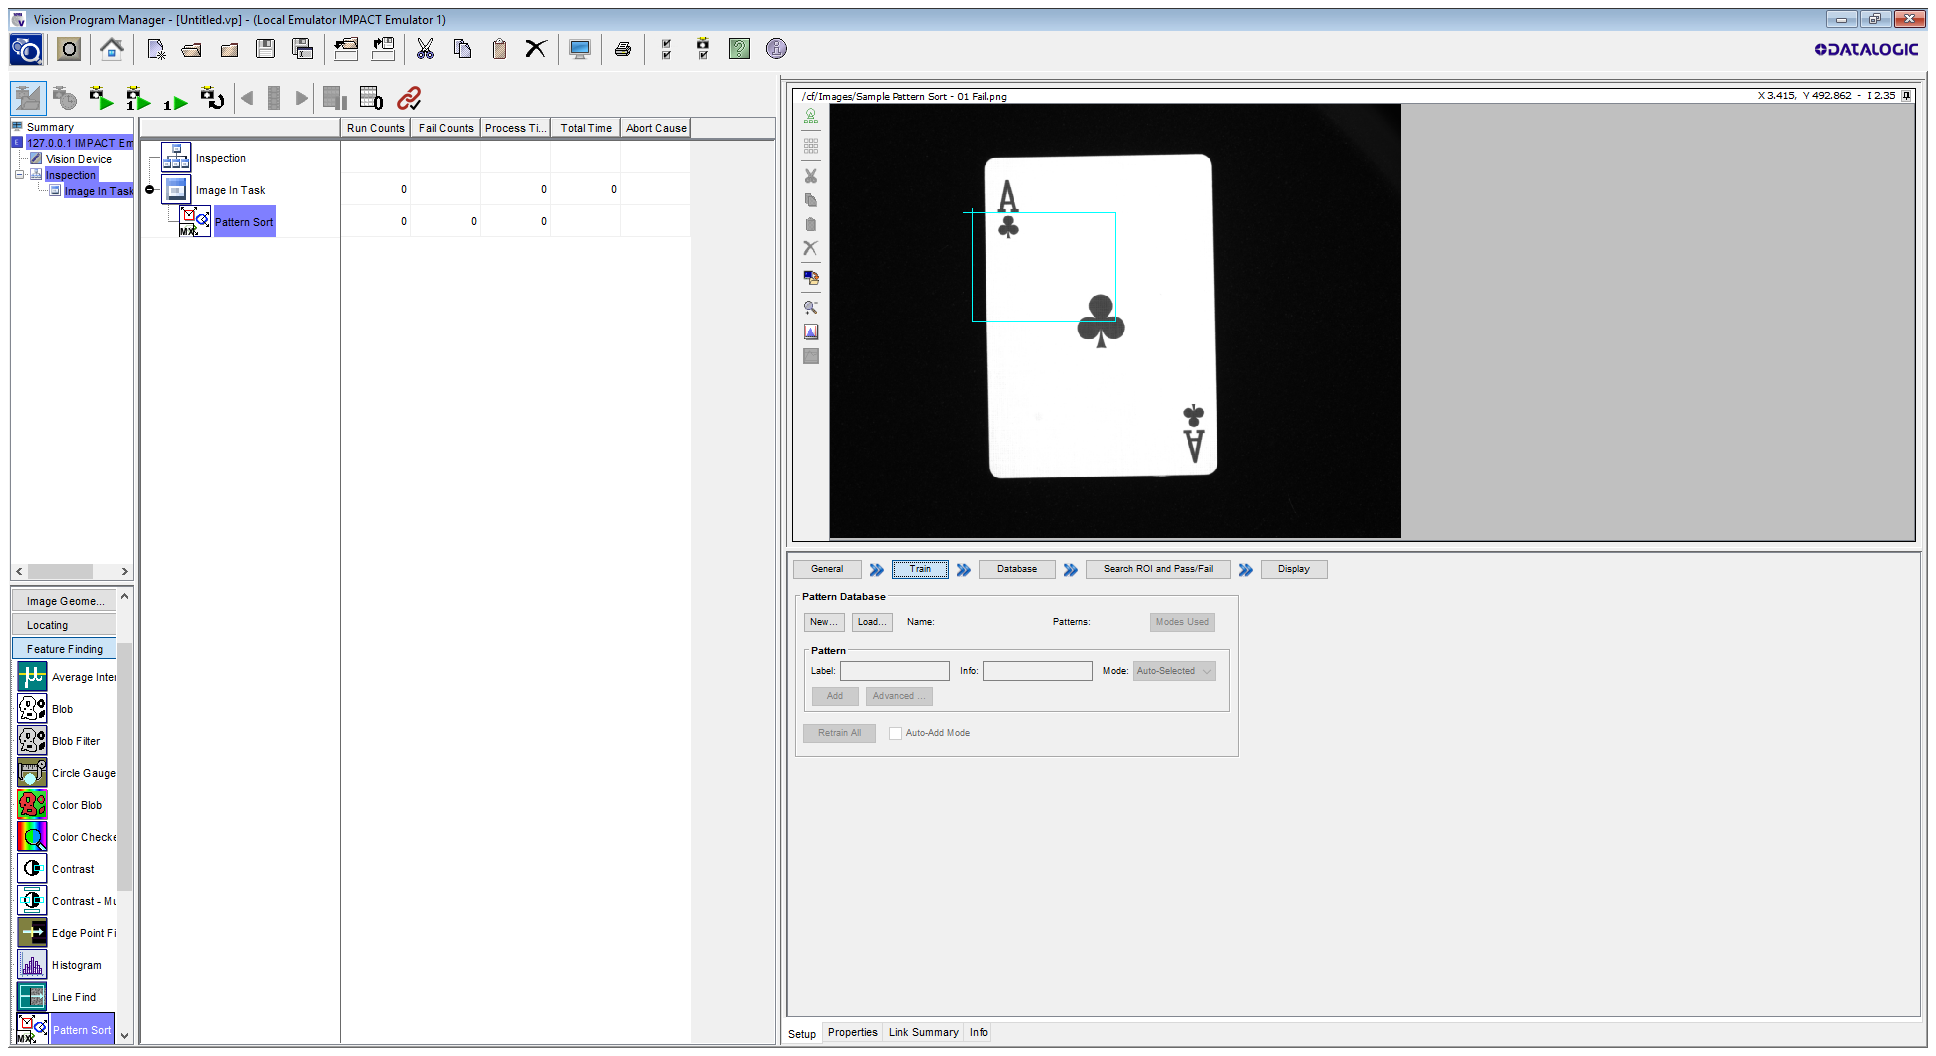 Vision Program Manager - [Untitled.vp] - (Local Emulator IMPACT Emulator 1)
DATALOGIC
Summary
127.0.0.1 IMPACT Em
Vision Device
Inspection
Image In Task
Run Counts Fail Counts Process Ti... Total Time Abort Cause
Inspection
Image In Task 0 0 0
Pattern Sort 0 0 0
Image Geome...
Locating
Feature Finding
Average Inte
Blob
Blob Filter
Circle Gauge
Color Blob
Color Checke
Contrast
Contrast - Mu
Edge Point Fi
Histogram
Line Find
Pattern Sort
/cf/Images/Sample Pattern Sort - 01 Fail.png
X 3.415, Y 492.862 - I 2.35
A
A
General Train Database Search ROI and Pass/Fail Display
Pattern Database
New... Load... Name: Patterns: Modes Used
Pattern
Label: Info: Mode: Auto-Selected
Add Advanced ...
Retrain All Auto-Add Mode
Setup Properties Link Summary Info